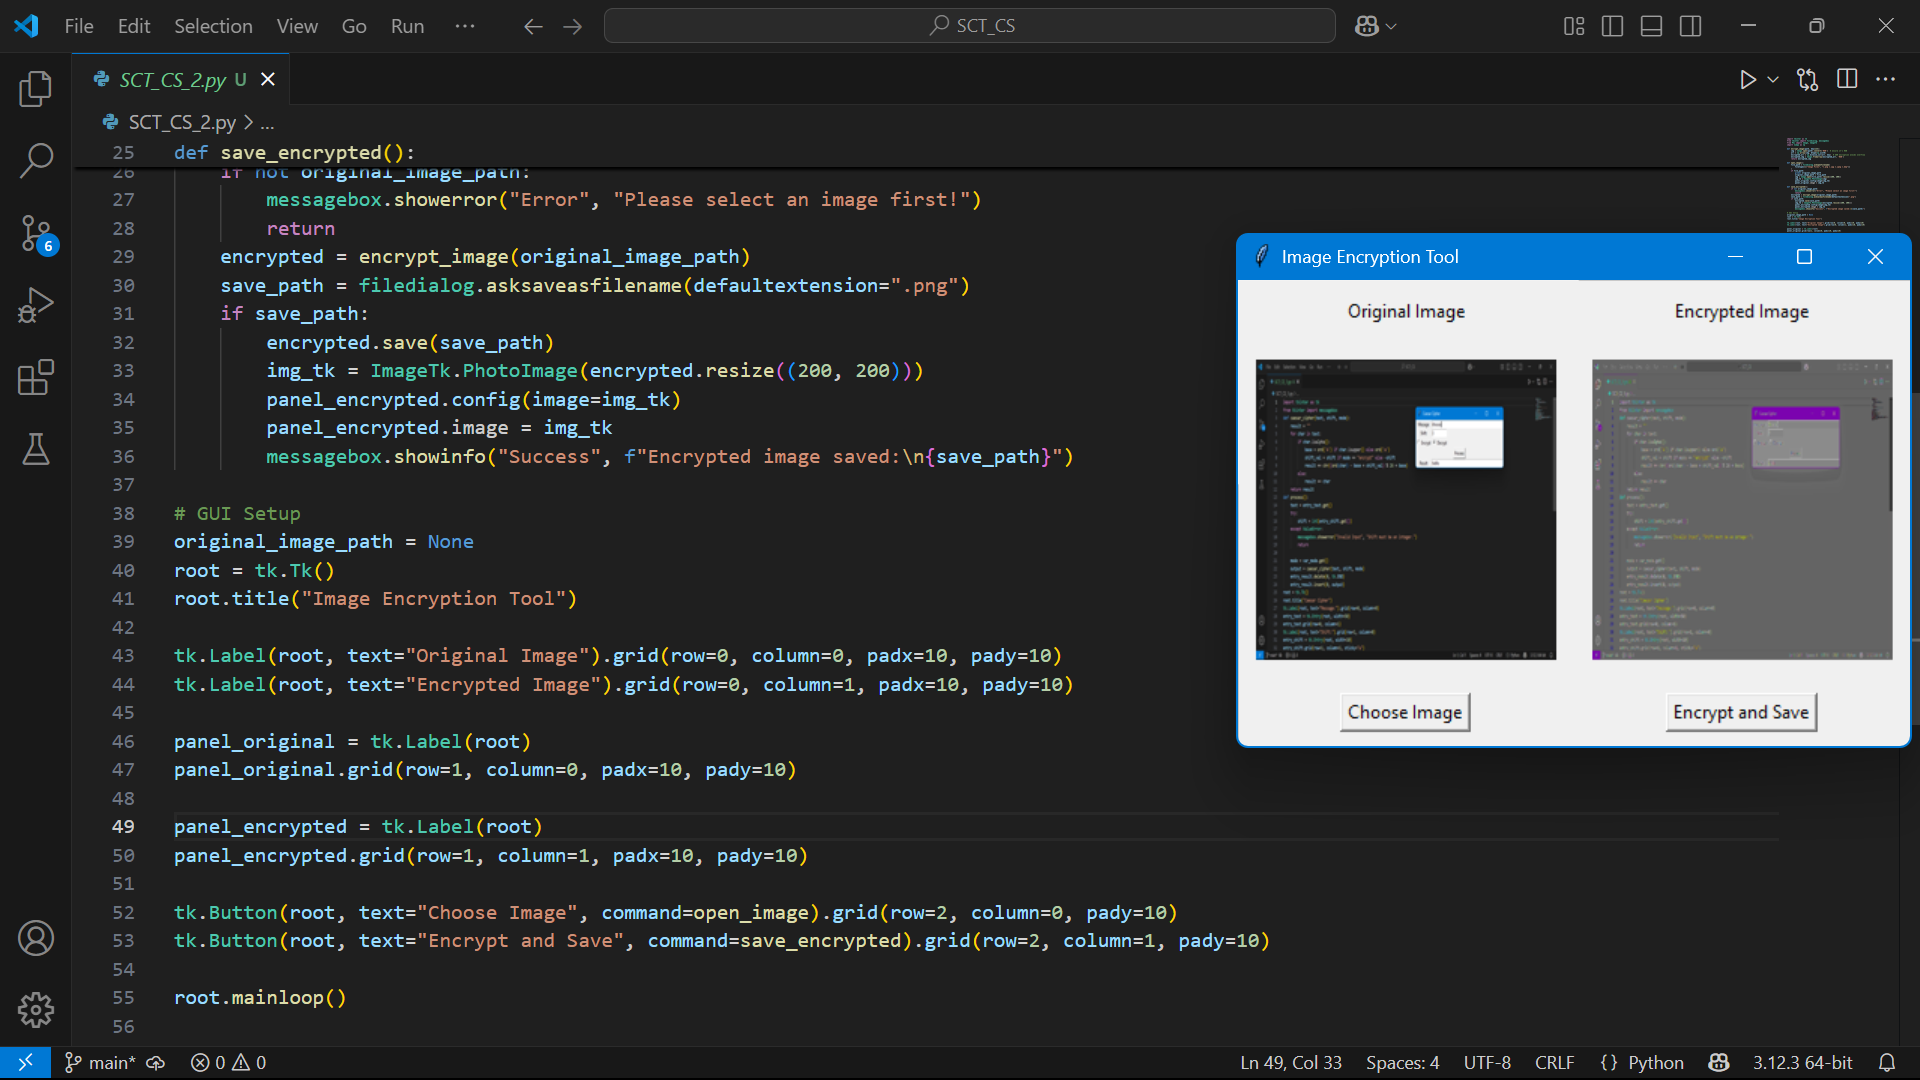 File Edit Selection View Go Run ··· SCT_CS
SCT_CS_2.py U
SCT_CS_2.py > ...
25 def save_encrypted():
26 if not original_image_path:
27 messagebox.showerror("Error", "Please select an image first!")
28 return
29 encrypted = encrypt_image(original_image_path)
30 save_path = filedialog.asksaveasfilename(defaultextension=".png")
31 if save_path:
32 encrypted.save(save_path)
33 img_tk = ImageTk.PhotoImage(encrypted.resize((200, 200)))
34 panel_encrypted.config(image=img_tk)
35 panel_encrypted.image = img_tk
36 messagebox.showinfo("Success", f"Encrypted image saved:\n{save_path}")
37
38 # GUI Setup
39 original_image_path = None
40 root = tk.Tk()
41 root.title("Image Encryption Tool")
42
43 tk.Label(root, text="Original Image").grid(row=0, column=0, padx=10, pady=10)
44 tk.Label(root, text="Encrypted Image").grid(row=0, column=1, padx=10, pady=10)
45
46 panel_original = tk.Label(root)
47 panel_original.grid(row=1, column=0, padx=10, pady=10)
48
49 panel_encrypted = tk.Label(root)
50 panel_encrypted.grid(row=1, column=1, padx=10, pady=10)
51
52 tk.Button(root, text="Choose Image", command=open_image).grid(row=2, column=0, pady=10)
53 tk.Button(root, text="Encrypt and Save", command=save_encrypted).grid(row=2, column=1, pady=10)
54
55 root.mainloop()
56
6
Image Encryption Tool
Original Image Encrypted Image
Choose Image Encrypt and Save
main* 0 0 Ln 49, Col 33 Spaces: 4 UTF-8 CRLF {} Python 3.12.3 64-bit